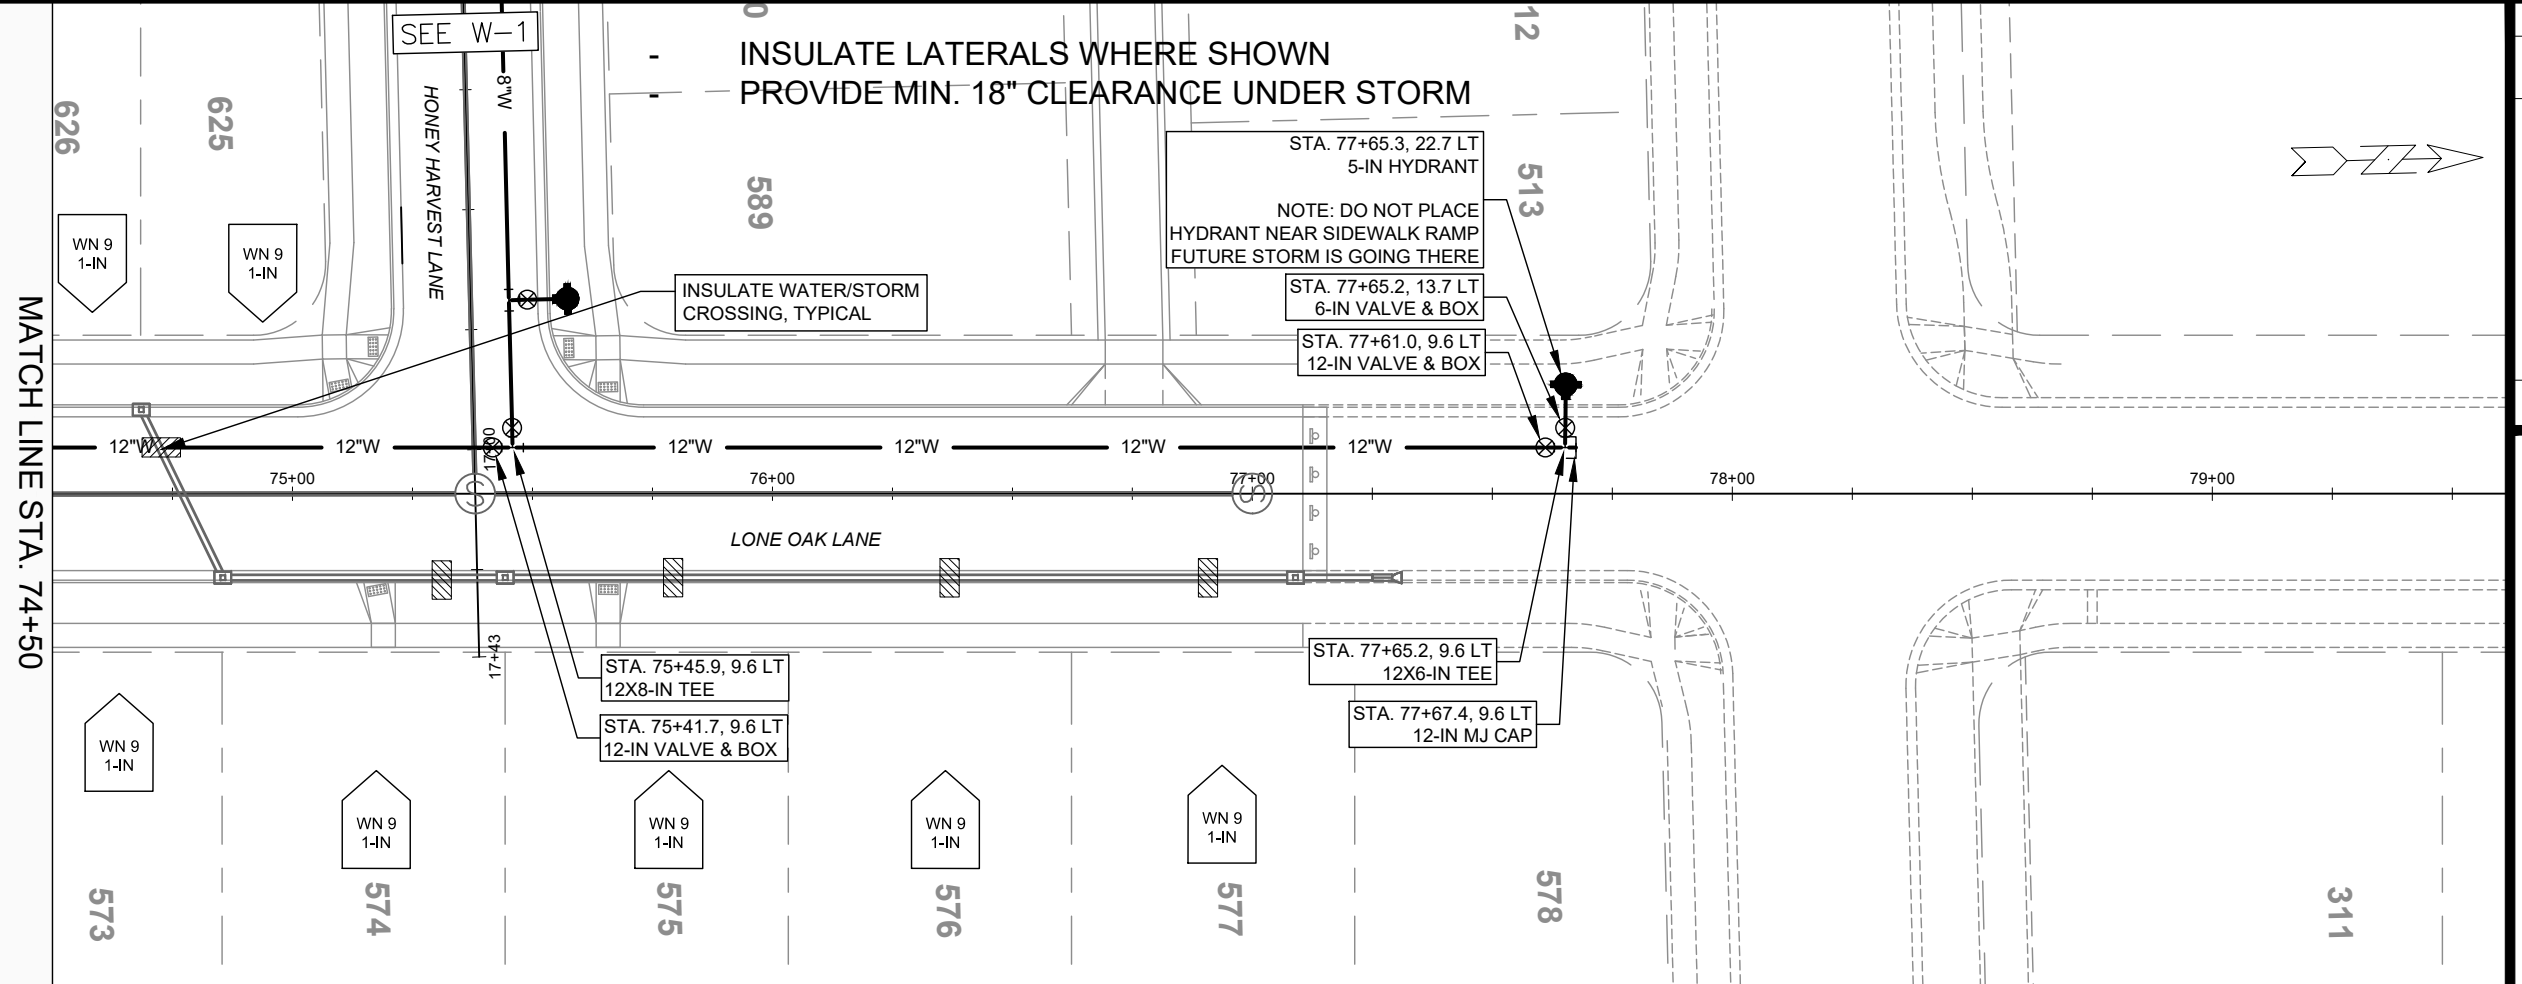 SEE W-1
- INSULATE LATERALS WHERE SHOWN
- PROVIDE MIN. 18" CLEARANCE UNDER STORM
0
12
626
625
589
513
HONEY HARVEST LANE
8"W
WN 9
1-IN
WN 9
1-IN
STA. 77+65.3, 22.7 LT
5-IN HYDRANT
NOTE: DO NOT PLACE
HYDRANT NEAR SIDEWALK RAMP
FUTURE STORM IS GOING THERE
N
INSULATE WATER/STORM
CROSSING, TYPICAL
STA. 77+65.2, 13.7 LT
6-IN VALVE & BOX
STA. 77+61.0, 9.6 LT
12-IN VALVE & BOX
MATCH LINE STA. 74+50
12"W
12"W
12"W
12"W
12"W
12"W
75+00
76+00
77+00
78+00
79+00
S
S
LONE OAK LANE
17+43
STA. 75+45.9, 9.6 LT
12X8-IN TEE
STA. 75+41.7, 9.6 LT
12-IN VALVE & BOX
STA. 77+65.2, 9.6 LT
12X6-IN TEE
STA. 77+67.4, 9.6 LT
12-IN MJ CAP
WN 9
1-IN
WN 9
1-IN
WN 9
1-IN
WN 9
1-IN
WN 9
1-IN
573
574
575
576
577
578
311